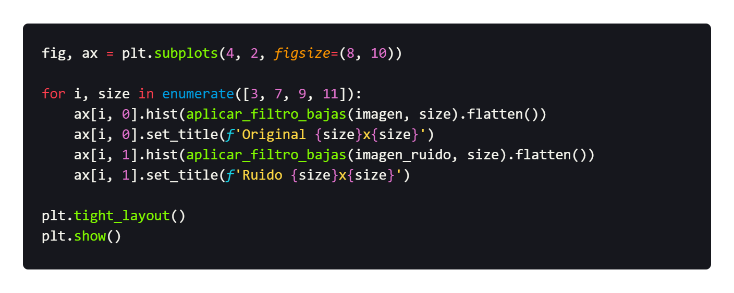 fig, ax = plt.subplots(4, 2, figsize=(8, 10))
for i, size in enumerate([3, 7, 9, 11]):
    ax[i, 0].hist(aplicar_filtro_bajas(imagen, size).flatten())
    ax[i, 0].set_title(f'Original {size}x{size}')
    ax[i, 1].hist(aplicar_filtro_bajas(imagen_ruido, size).flatten())
    ax[i, 1].set_title(f'Ruido {size}x{size}')
plt.tight_layout()
plt.show()